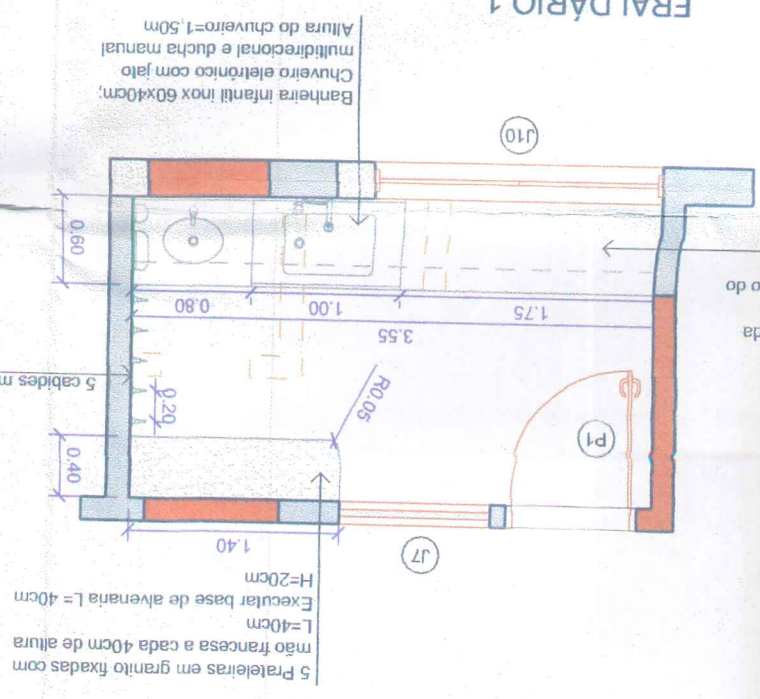 5 Prateleiras em granito fixadas com
mão francesa a cada 40cm de altura
L=40cm
Executar base de alvenaria L= 40cm
H=20cm
J7
1.40
0.40
P1
0.20
R0.05
5 cabides m
da
3.55
o do
1.75
1.00
0.80
0.60
J10
Banheira infantil inox 60x40cm;
Chuveiro eletrônico com jato
multidirecional e ducha manual
Altura do chuveiro=1,50m
FRALDÁRIO 1